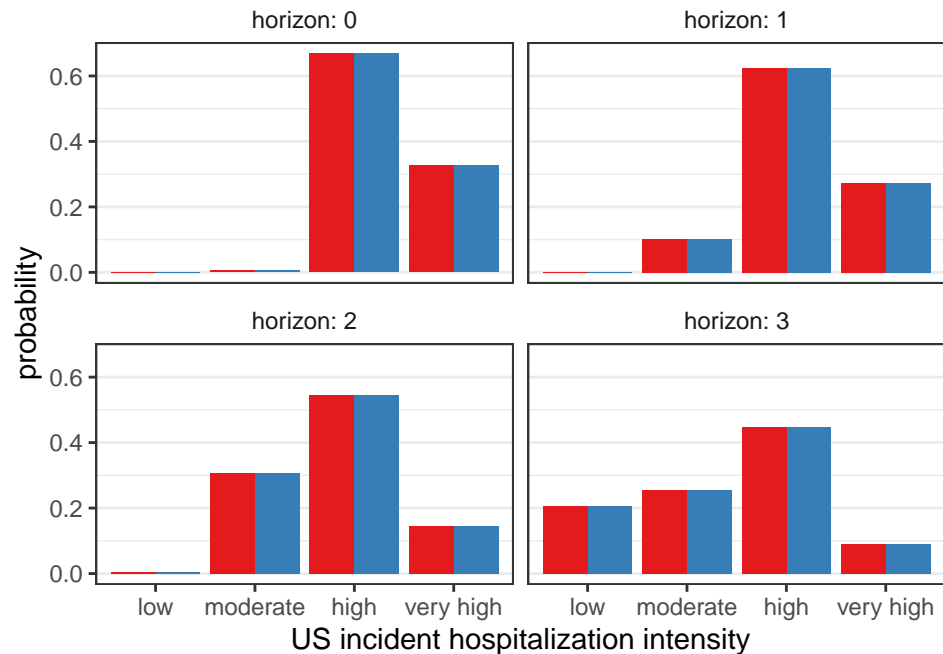 horizon: 0
horizon: 1
0.6
0.4
0.2
0.0
horizon: 2
horizon: 3
0.6
0.4
0.2
0.0
probability
low moderate high very high
low moderate high very high
US incident hospitalization intensity